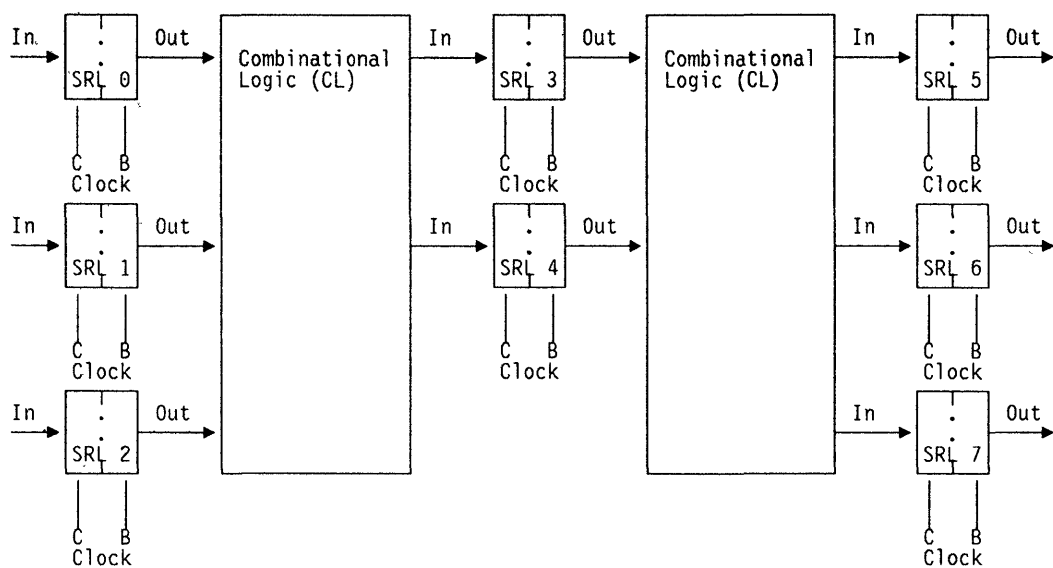 In Out In Out In Out
Combinational Logic (CL)
Combinational Logic (CL)
SRL 0 SRL 3 SRL 5
C B C B C B
Clock Clock Clock
In Out In Out In Out
SRL 1 SRL 4 SRL 6
C B C B C B
Clock Clock Clock
In Out In Out
SRL 2 SRL 7
C B C B
Clock Clock